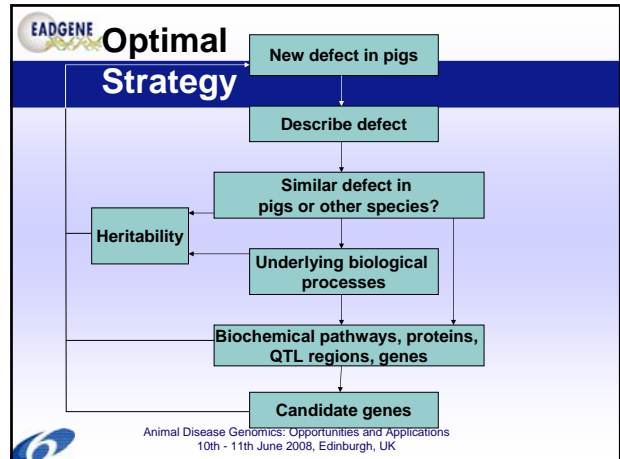 EADGENE
Optimal
Strategy
New defect in pigs
Describe defect
Similar defect in
pigs or other species?
Heritability
Underlying biological
processes
Biochemical pathways, proteins,
QTL regions, genes
Candidate genes
Animal Disease Genomics: Opportunities and Applications
10th - 11th June 2008, Edinburgh, UK
6